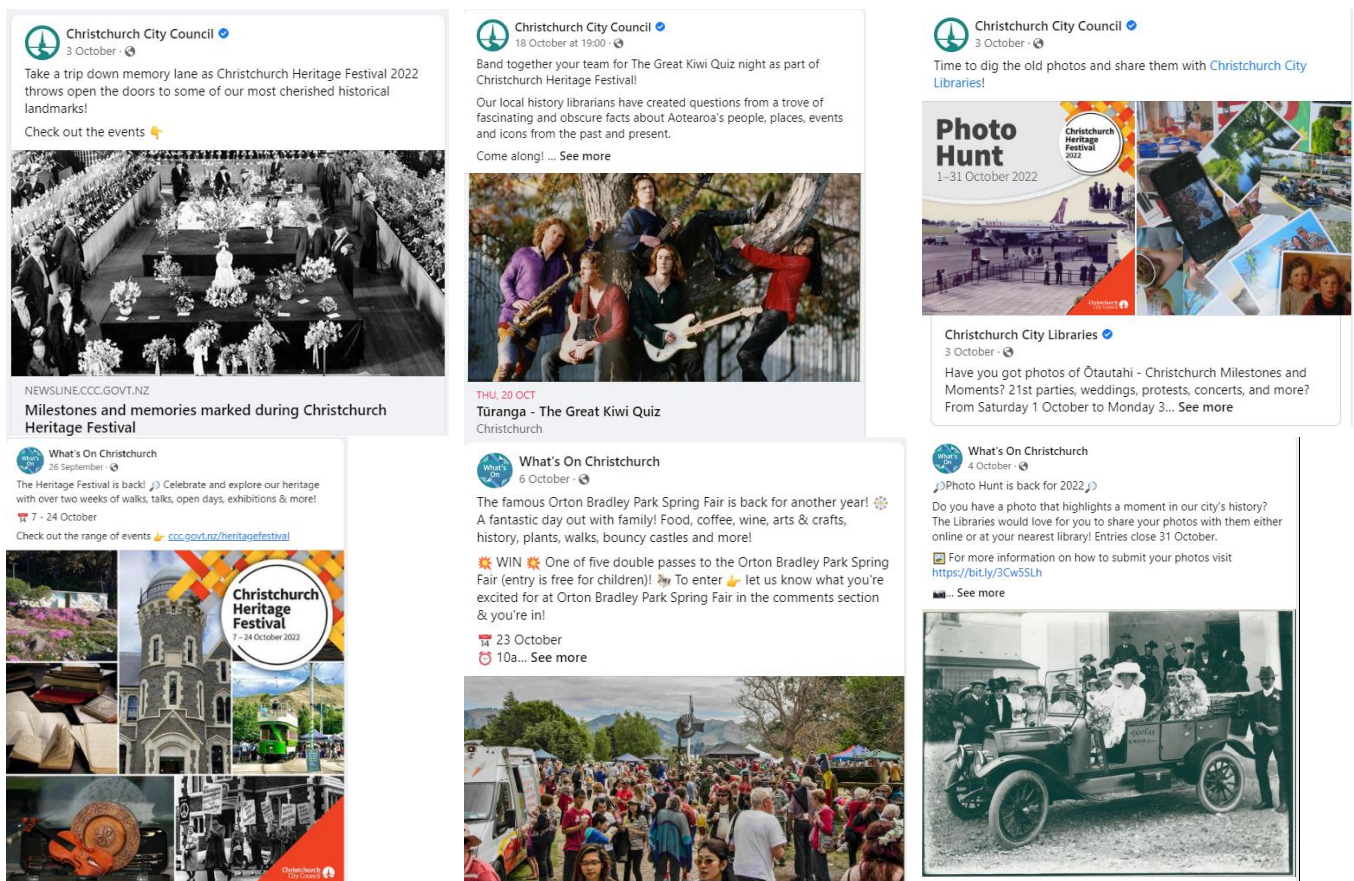 Christchurch City Council
3 October ·
Take a trip down memory lane as Christchurch Heritage Festival 2022
throws open the doors to some of our most cherished historical
landmarks!
Check out the events 👇
NEWSLINE.CCC.GOVT.NZ
Milestones and memories marked during Christchurch
Heritage Festival
Christchurch City Council
18 October at 19:00 ·
Band together your team for The Great Kiwi Quiz night as part of
Christchurch Heritage Festival!
Our local history librarians have created questions from a trove of
fascinating and obscure facts about Aotearoa's people, places, events
and icons from the past and present.
Come along! ... See more
THU, 20 OCT
Tūranga - The Great Kiwi Quiz
Christchurch
Christchurch City Council
3 October ·
Time to dig the old photos and share them with Christchurch City
Libraries!
Photo
Hunt
1–31 October 2022
Christchurch
Heritage
Festival
2022
Christchurch
City Council
Christchurch City Libraries
3 October ·
Have you got photos of Ōtautahi - Christchurch Milestones and
Moments? 21st parties, weddings, protests, concerts, and more?
From Saturday 1 October to Monday 3... See more
What's
On
What's On Christchurch
26 September ·
The Heritage Festival is back! 🔎 Celebrate and explore our heritage
with over two weeks of walks, talks, open days, exhibitions & more!
📅 7 - 24 October
Check out the range of events 👉 ccc.govt.nz/heritagefestival
Christchurch
Heritage
Festival
7 – 24 October 2022
Christchurch
City Council
What's
On
What's On Christchurch
6 October ·
The famous Orton Bradley Park Spring Fair is back for another year! 🌼
A fantastic day out with family! Food, coffee, wine, arts & crafts,
history, plants, walks, bouncy castles and more!
💥 WIN 💥 One of five double passes to the Orton Bradley Park Spring
Fair (entry is free for children)! 🐎 To enter 👉 let us know what you're
excited for at Orton Bradley Park Spring Fair in the comments section
& you're in!
📅 23 October
⏰ 10a... See more
What's
On
What's On Christchurch
4 October ·
🔎Photo Hunt is back for 2022🔎
Do you have a photo that highlights a moment in our city's history?
The Libraries would love for you to share your photos with them either
online or at your nearest library! Entries close 31 October.
🖼️ For more information on how to submit your photos visit
https://bit.ly/3Cw5SLh
📷... See more